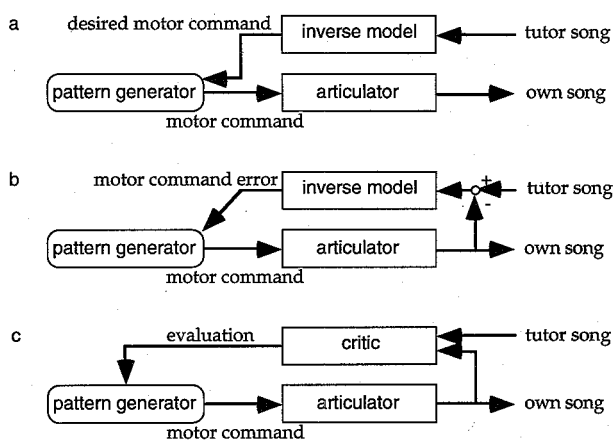 a
desired motor command
inverse model
tutor song
pattern generator
articulator
own song
motor command
b
motor command error
inverse model
+
tutor song
-
pattern generator
articulator
own song
motor command
c
evaluation
critic
tutor song
pattern generator
articulator
own song
motor command